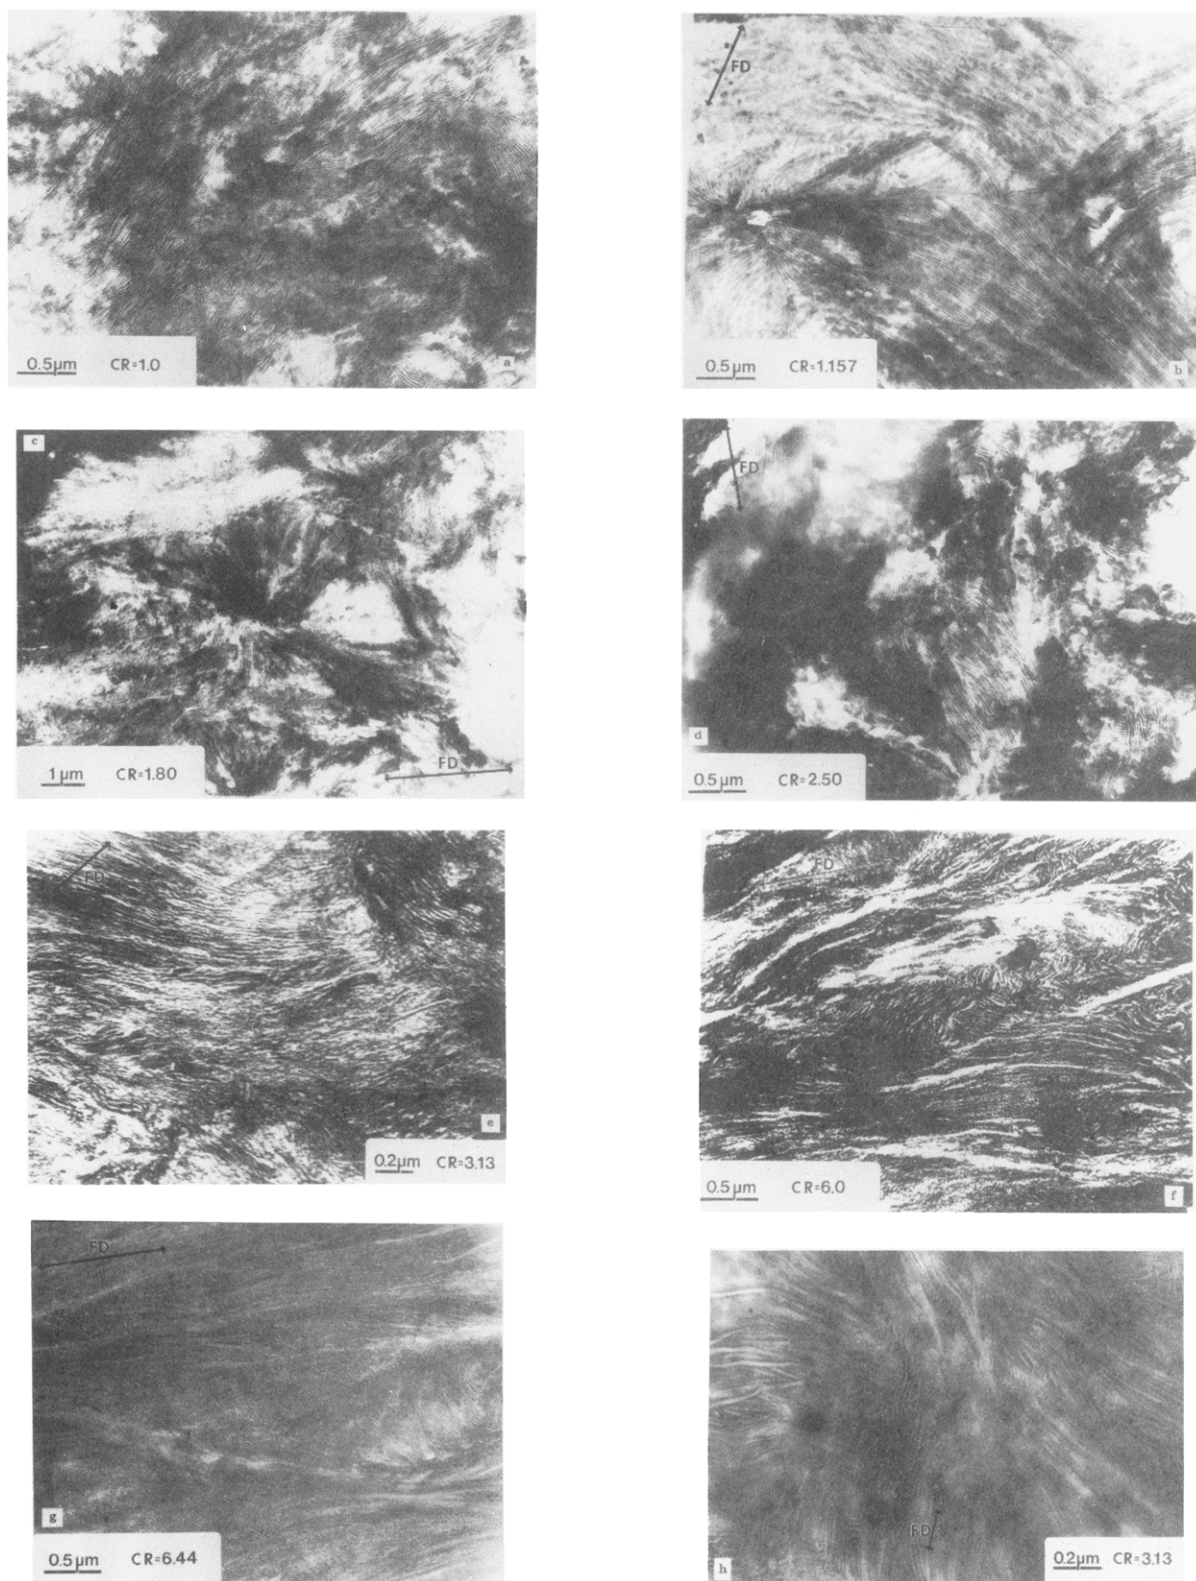 0.5μm CR=1.0 a
FD
0.5μm CR=1.157 b
c
1μm CR=1.80
FD
FD
d
0.5μm CR=2.50
FD
e
0.2μm CR=3.13
FD
0.5μm CR=6.0 f
FD
g
0.5μm CR=6.44
FD
h
0.2μm CR=3.13